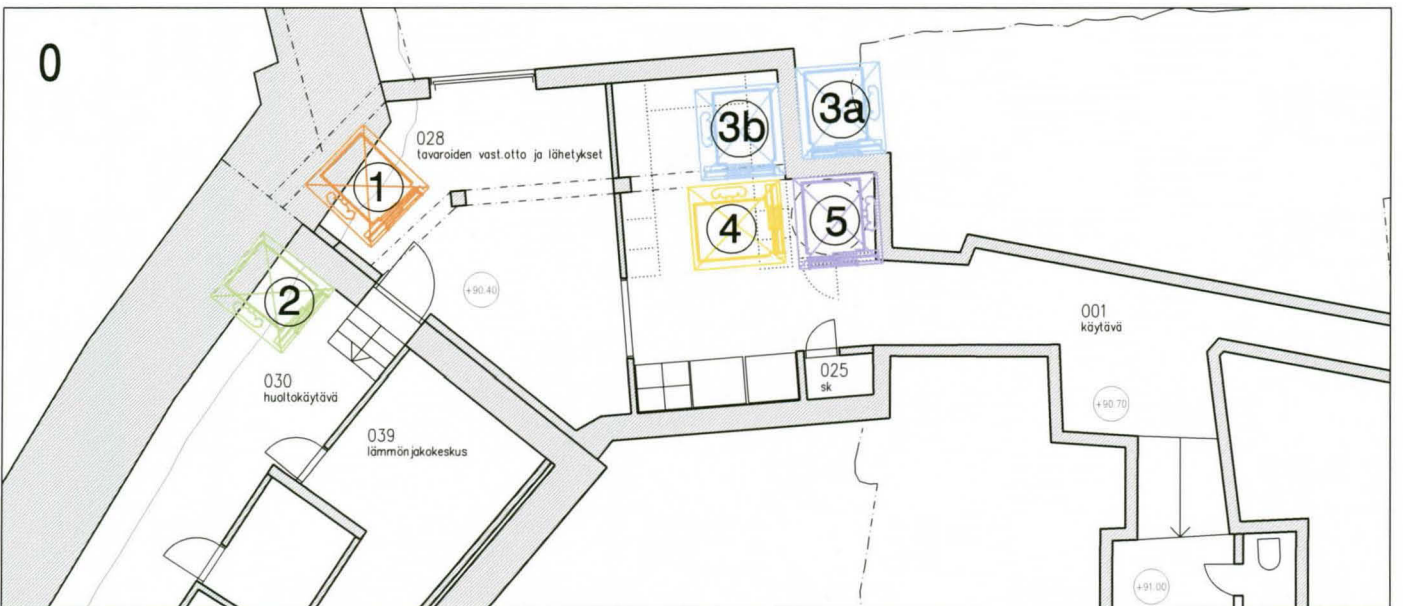 0
3b
3a
028
tavaroiden vast.otto ja lähetykset
1
4
5
2
+90.40
001
käytävä
030
huoltokäytävä
025
sk
+90.70
039
lämmönjakokeskus
+91.00